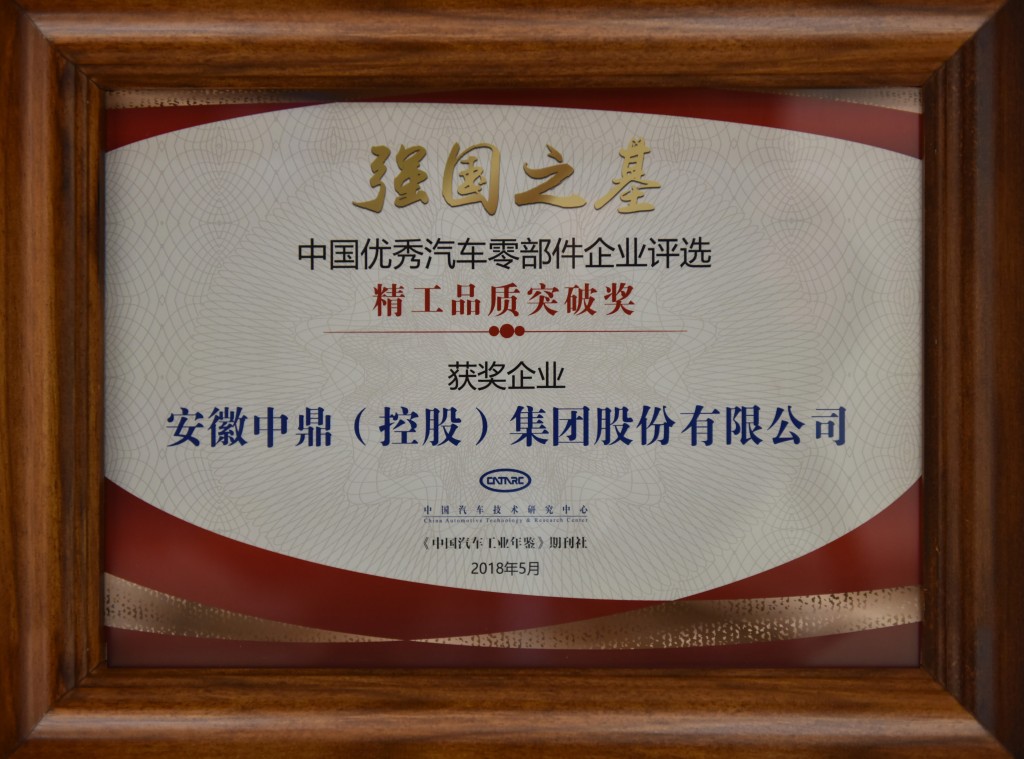 强国之基
中国优秀汽车零部件企业评选
精工品质突破奖
获奖企业
安徽中鼎（控股）集团股份有限公司
CATARC
中国汽车技术研究中心
China Automotive Technology & Research Center
《中国汽车工业年鉴》期刊社
2018年5月